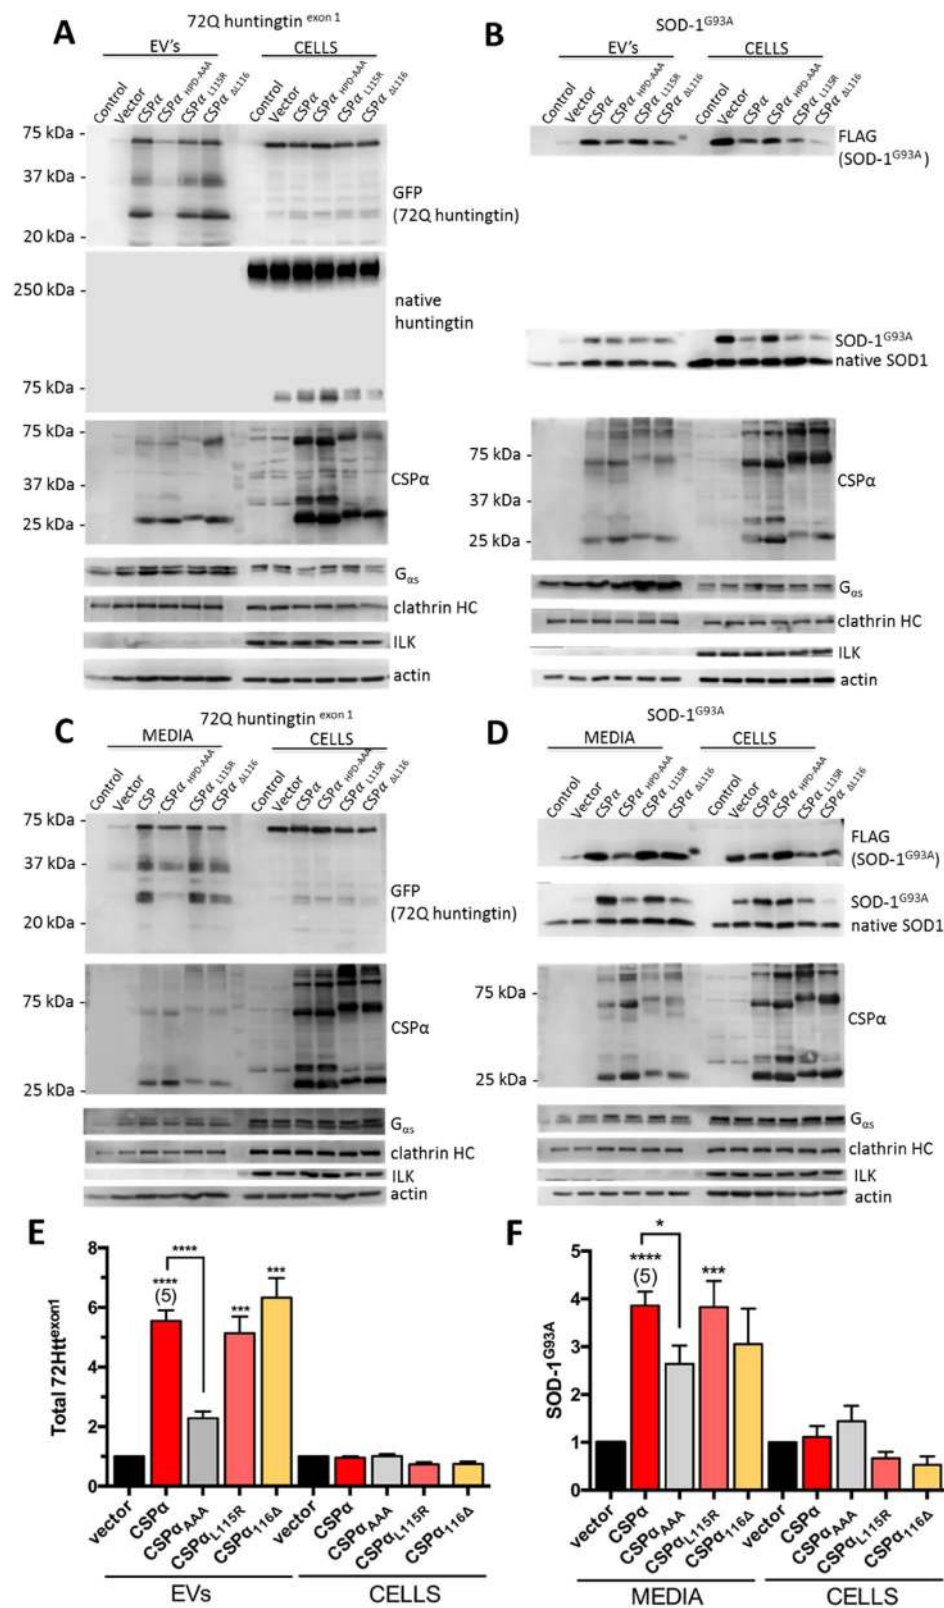 A
72Q huntingtin exon 1
EV's
CELLS
Control
Vector
CSPα
CSPα HPD-AAA
CSPα L115R
CSPα ΔL116
Control
Vector
CSPα
CSPα HPD-AAA
CSPα L115R
CSPα ΔL116
75 kDa -
37 kDa -
20 kDa -
GFP
(72Q huntingtin)
250 kDa -
75 kDa -
native
huntingtin
75 kDa -
37 kDa -
25 kDa -
CSPα
Gαs
clathrin HC
ILK
actin
B
SOD-1G93A
EV's
CELLS
Control
Vector
CSPα
CSPα HPD-AAA
CSPα L115R
CSPα ΔL116
Control
Vector
CSPα
CSPα HPD-AAA
CSPα L115R
CSPα ΔL116
FLAG
(SOD-1G93A)
SOD-1G93A
native SOD1
75 kDa -
37 kDa -
25 kDa -
CSPα
Gαs
clathrin HC
ILK
actin
C
72Q huntingtin exon 1
MEDIA
CELLS
Control
Vector
CSP
CSPα HPD-AAA
CSPα L115R
CSPα ΔL116
Control
Vector
CSPα
CSPα HPD-AAA
CSPα L115R
CSPα ΔL116
75 kDa -
37 kDa -
20 kDa -
GFP
(72Q huntingtin)
75 kDa -
25 kDa -
CSPα
Gαs
clathrin HC
ILK
actin
D
SOD-1G93A
MEDIA
CELLS
Control
Vector
CSPα
CSPα HPD-AAA
CSPα L115R
CSPα ΔL116
Control
Vector
CSPα
CSPα HPD-AAA
CSPα L115R
CSPα ΔL116
FLAG
(SOD-1G93A)
SOD-1G93A
native SOD1
75 kDa -
25 kDa -
CSPα
Gαs
clathrin HC
ILK
actin
E
Total 72Httexon1
8
6
4
2
0
****
****
(5)
***
***
vector
CSPα
CSPαAAA
CSPαL115R
CSPα116Δ
vector
CSPα
CSPαAAA
CSPαL115R
CSPα116Δ
EVs
CELLS
F
SOD-1G93A
5
4
3
2
1
0
*
****
(5)
***
vector
CSPα
CSPαAAA
CSPαL115R
CSPα116Δ
vector
CSPα
CSPαAAA
CSPαL115R
CSPα116Δ
MEDIA
CELLS